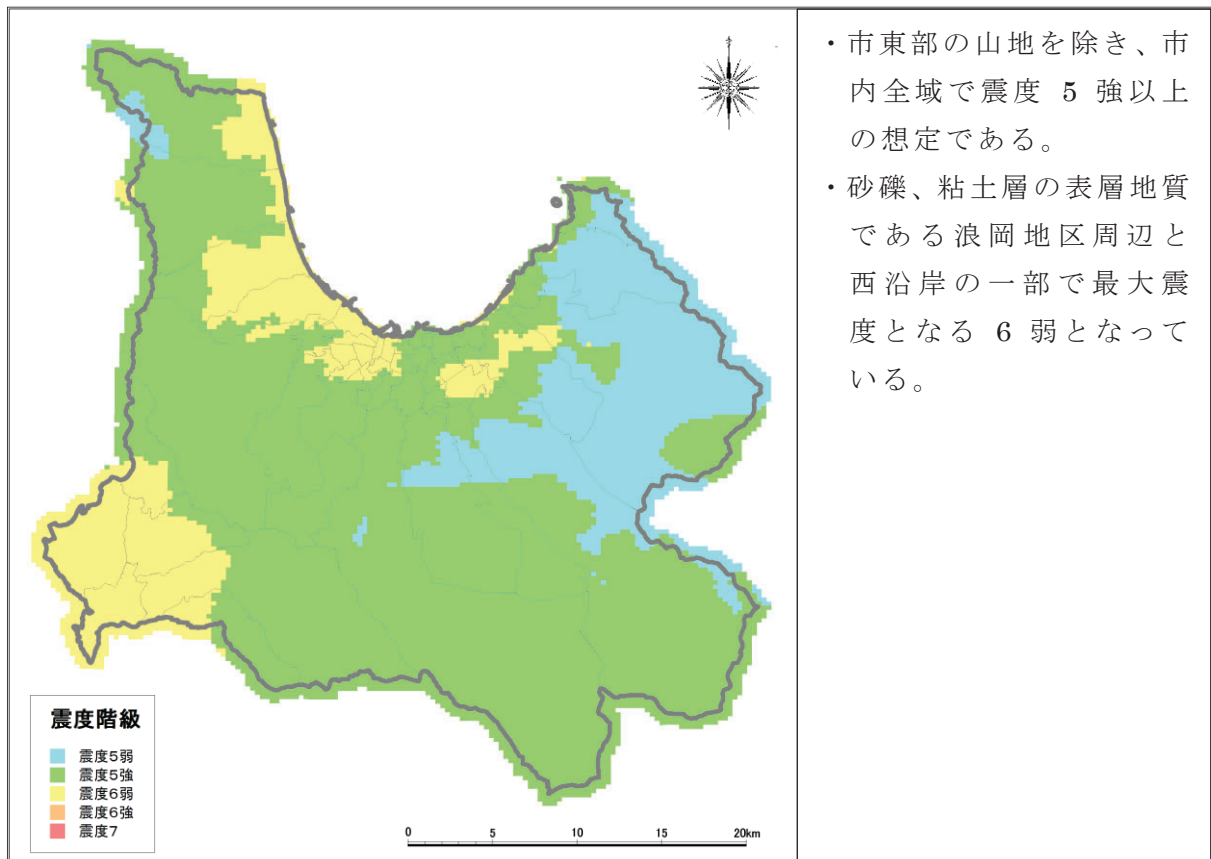 ・市東部の山地を除き、市
内全域で震度 5 強以上
の想定である。
・砂礫、粘土層の表層地質
である浪岡地区周辺と
西沿岸の一部で最大震
度となる 6 弱となって
いる。
震度階級
震度5弱
震度5強
震度6弱
震度6強
震度7
0 5 10 15 20km